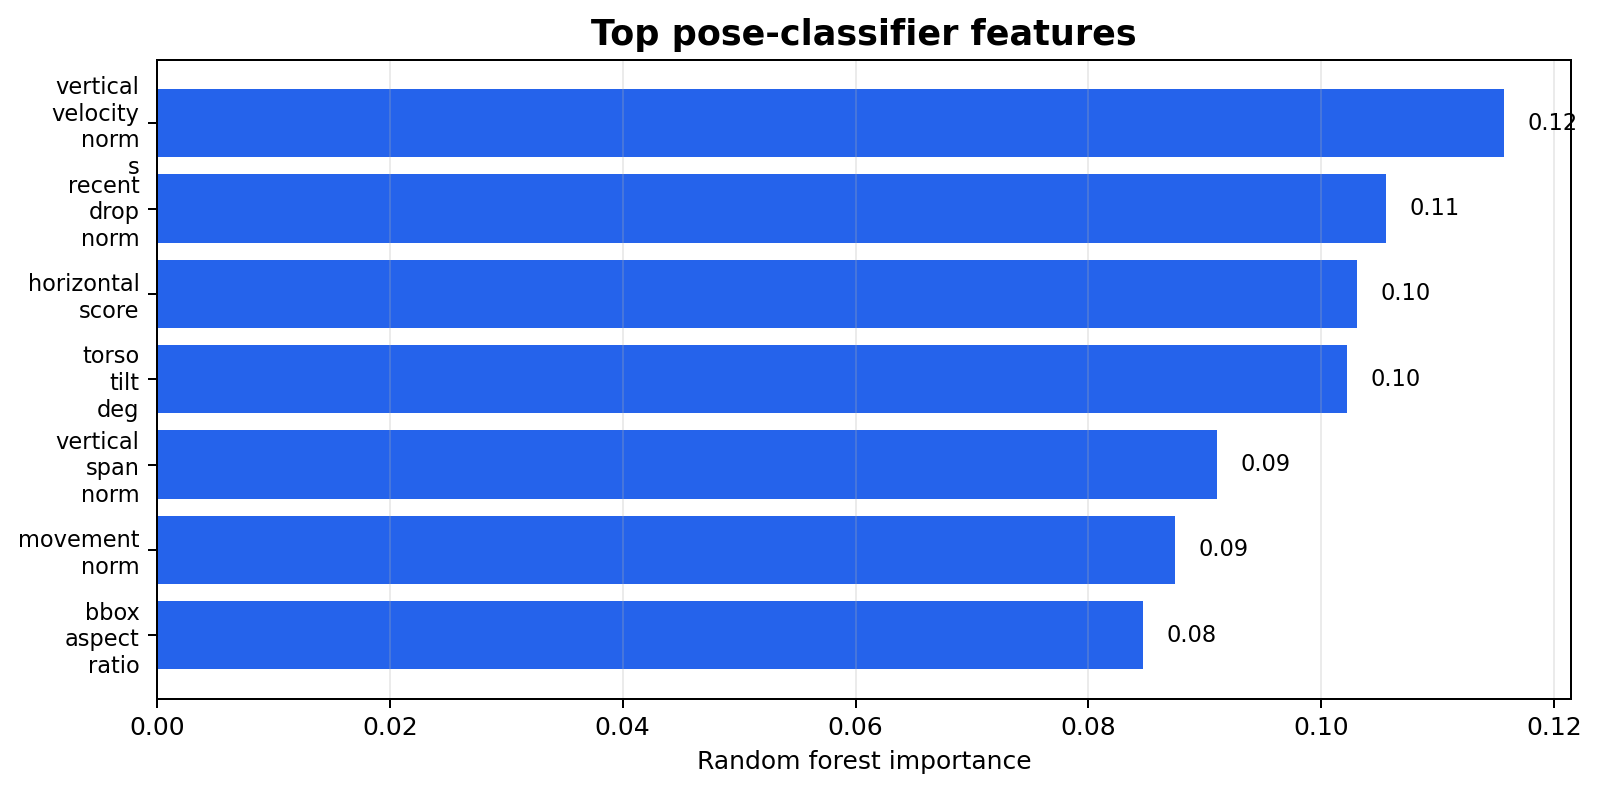 Top pose-classifier features
vertical
velocity
norm
s
0.12
recent
drop
norm
0.11
horizontal
score
0.10
torso
tilt
deg
0.10
vertical
span
norm
0.09
movement
norm
0.09
bbox
aspect
ratio
0.08
0.00 0.02 0.04 0.06 0.08 0.10 0.12
Random forest importance